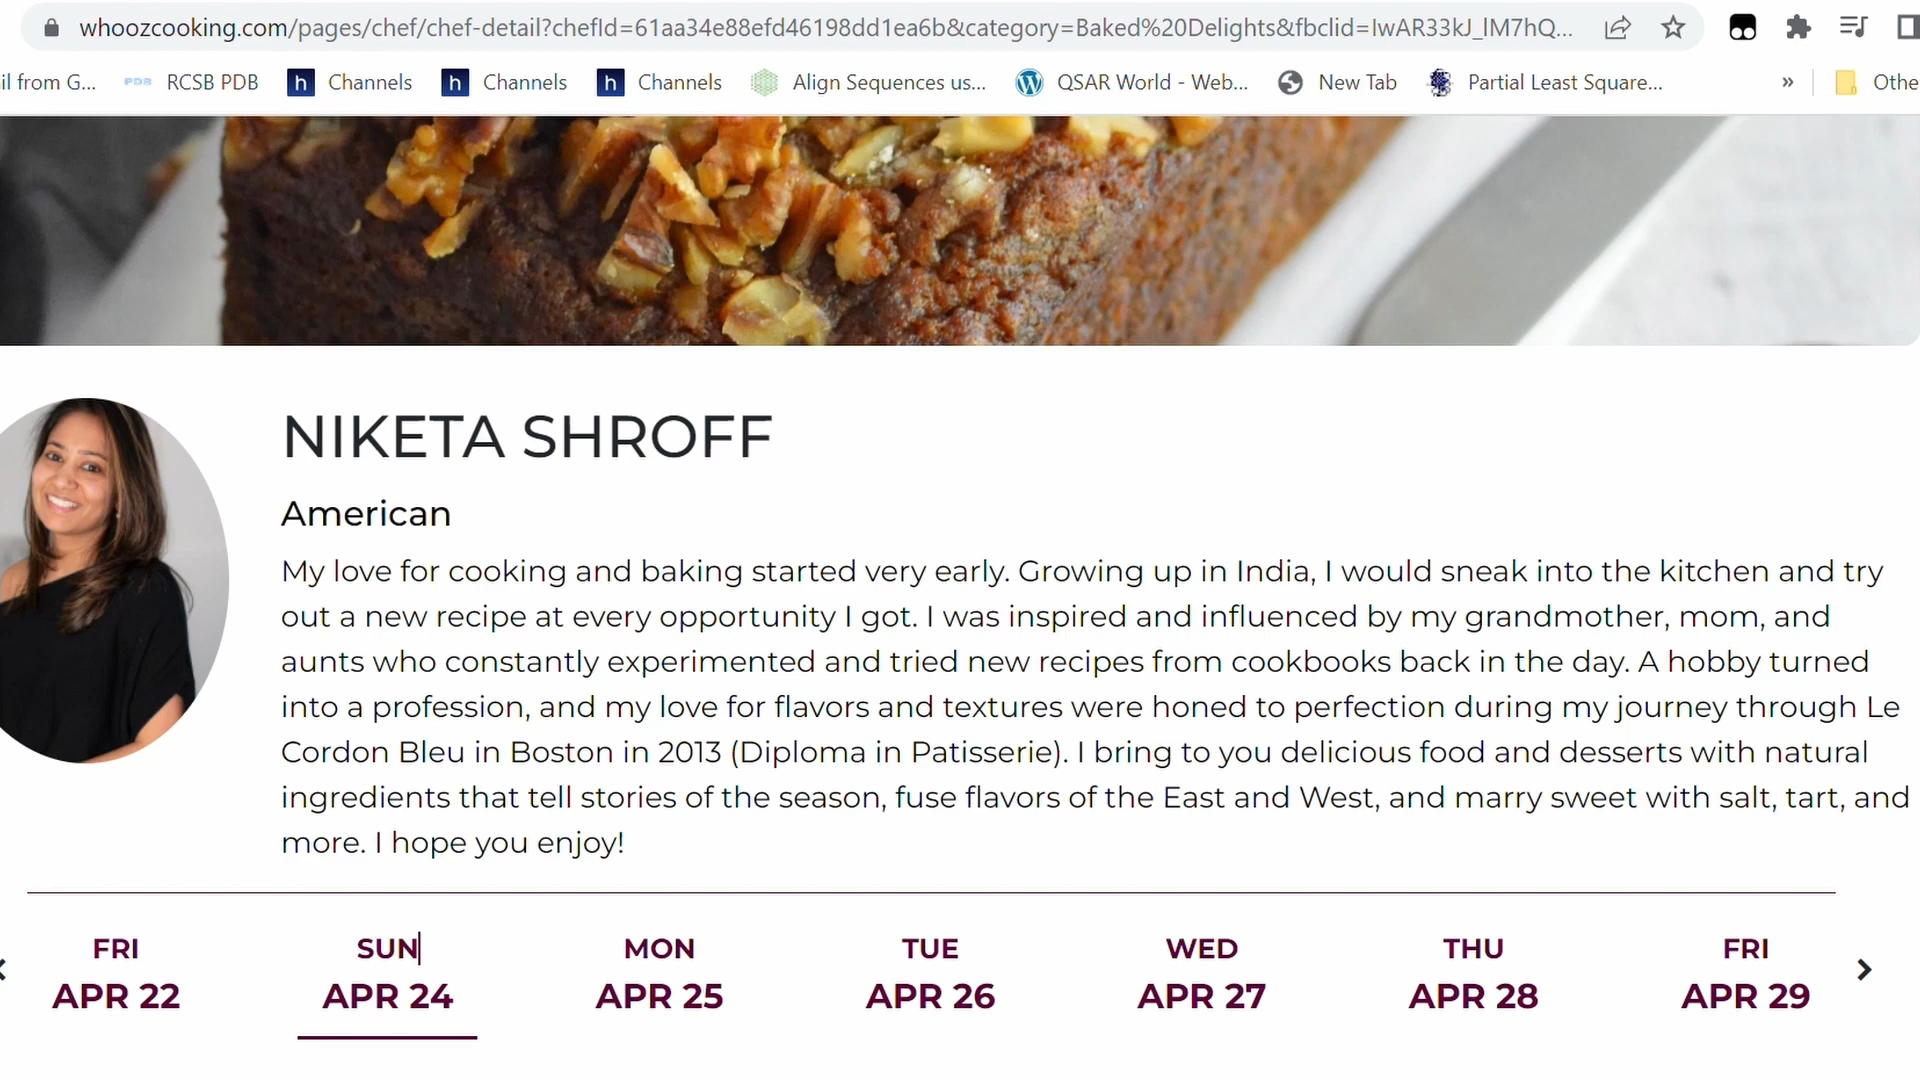 whoozcooking.com/pages/chef/chef-detail?chefId=61aa34e88efd46198dd1ea6b&category=Baked%20Delights&fbclid=IwAR33kJ_lM7hQ...
il from G... PDB RCSB PDB h Channels h Channels h Channels Align Sequences us... QSAR World - Web... New Tab Partial Least Square... » Othe
NIKETA SHROFF
American
My love for cooking and baking started very early. Growing up in India, I would sneak into the kitchen and try
out a new recipe at every opportunity I got. I was inspired and influenced by my grandmother, mom, and
aunts who constantly experimented and tried new recipes from cookbooks back in the day. A hobby turned
into a profession, and my love for flavors and textures were honed to perfection during my journey through Le
Cordon Bleu in Boston in 2013 (Diploma in Patisserie). I bring to you delicious food and desserts with natural
ingredients that tell stories of the season, fuse flavors of the East and West, and marry sweet with salt, tart, and
more. I hope you enjoy!
FRI SUN MON TUE WED THU FRI
APR 22 APR 24 APR 25 APR 26 APR 27 APR 28 APR 29